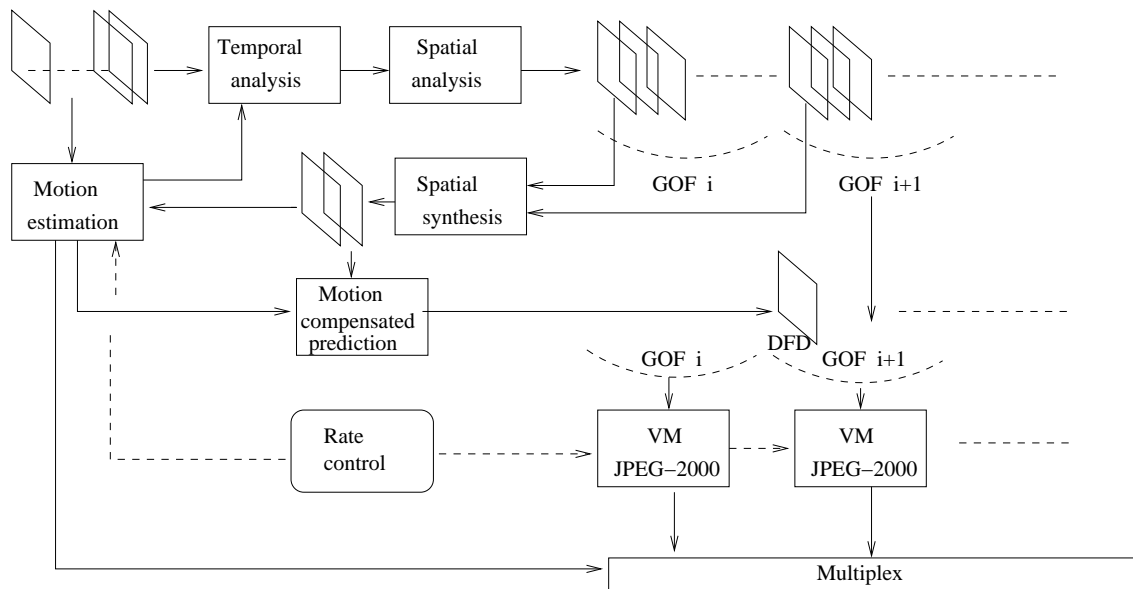 Temporal
analysis
Spatial
analysis
Motion
estimation
Spatial
synthesis
GOF i
GOF i+1
Motion
compensated
prediction
DFD
GOF i
GOF i+1
Rate
control
VM
JPEG−2000
VM
JPEG−2000
Multiplex